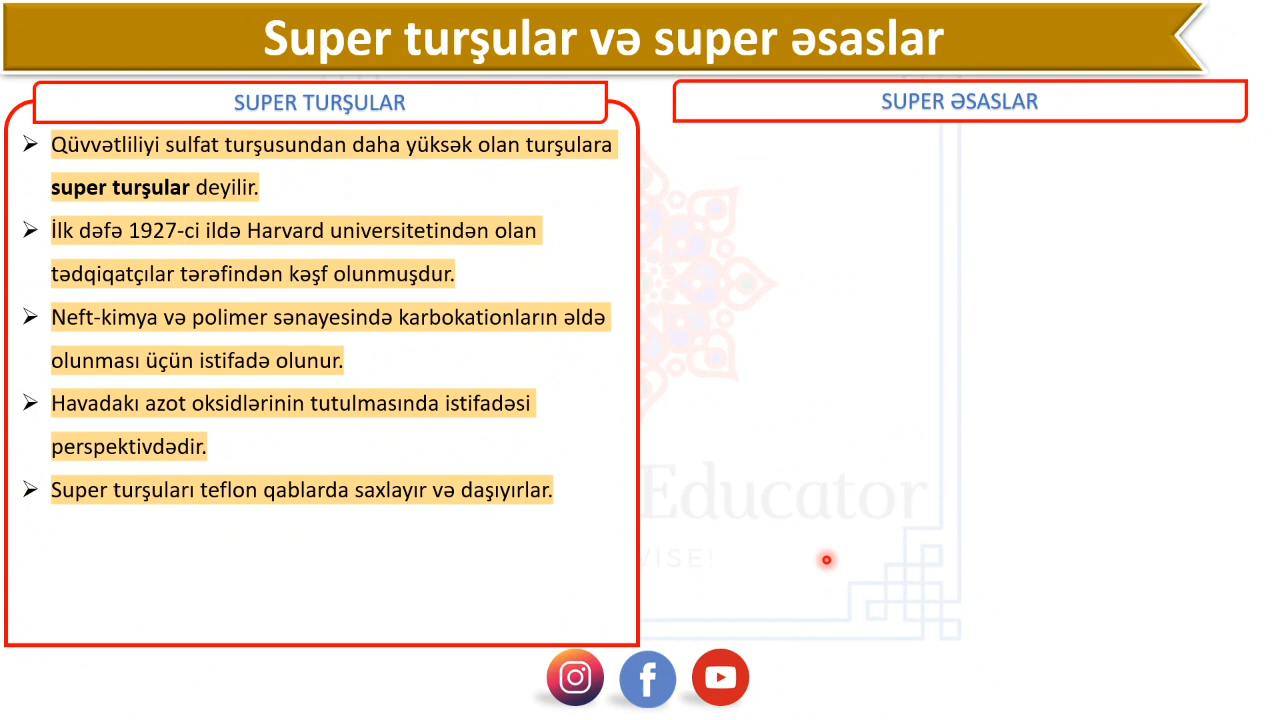 Super turşular və super əsaslar
SUPER TURŞULAR
Qüvvətliliyi sulfat turşusundan daha yüksək olan turşulara
super turşular deyilir.
İlk dəfə 1927-ci ildə Harvard universitetindən olan
tədqiqatçılar tərəfindən kəşf olunmuşdur.
Neft-kimya və polimer sənayesində karbokationların əldə
olunması üçün istifadə olunur.
Havadakı azot oksidlərinin tutulmasında istifadəsi
perspektivdədir.
Super turşuları teflon qablarda saxlayır və daşıyırlar.
SUPER ƏSASLAR
Educator